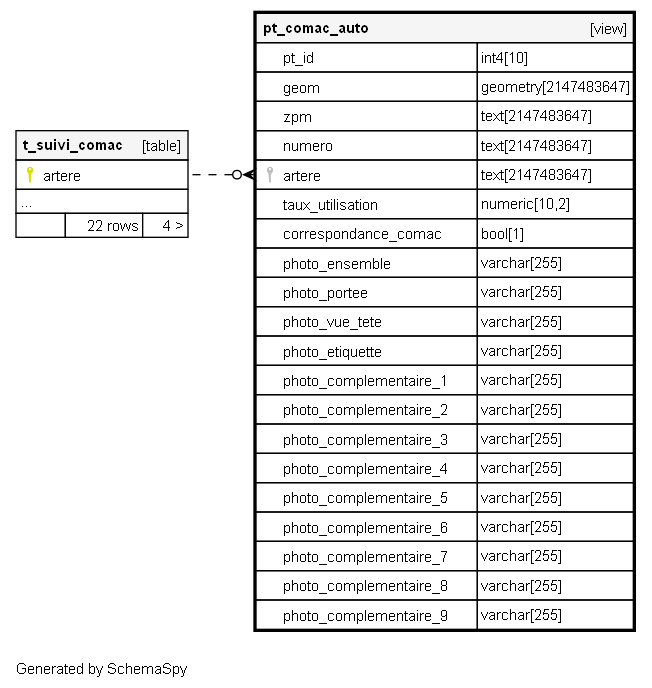 pt_comac_auto [view]
pt_id int4[10]
geom geometry[2147483647]
zpm text[2147483647]
numero text[2147483647]
t_suivi_comac [table]
artere
artere text[2147483647]
...
taux_utilisation numeric[10,2]
22 rows 4 >
correspondance_comac bool[1]
photo_ensemble varchar[255]
photo_portee varchar[255]
photo_vue_tete varchar[255]
photo_etiquette varchar[255]
photo_complementaire_1 varchar[255]
photo_complementaire_2 varchar[255]
photo_complementaire_3 varchar[255]
photo_complementaire_4 varchar[255]
photo_complementaire_5 varchar[255]
photo_complementaire_6 varchar[255]
photo_complementaire_7 varchar[255]
photo_complementaire_8 varchar[255]
photo_complementaire_9 varchar[255]
Generated by SchemaSpy